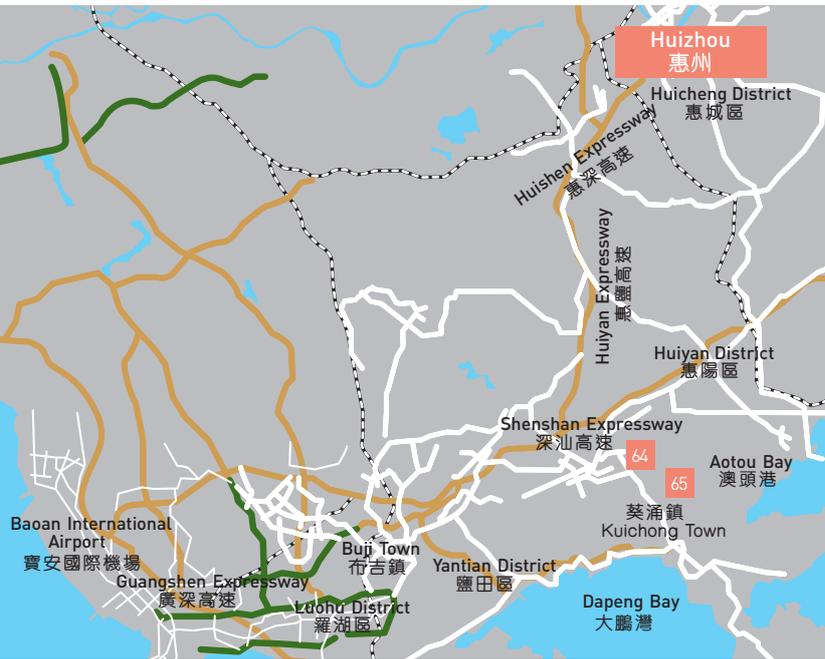 Huizhou
惠州
Huicheng District
惠城區
Huishen Expressway
惠深高速
Huiyan Expressway
惠鹽高速
Huiyan District
惠陽區
Shenshan Expressway
深汕高速
64
65
Aotou Bay
澳頭港
葵涌鎮
Kuichong Town
Baoan International
Airport
寶安國際機場
Buji Town
布吉鎮
Yantian District
鹽田區
Guangshen Expressway
廣深高速
Luohu District
羅湖區
Dapeng Bay
大鵬灣